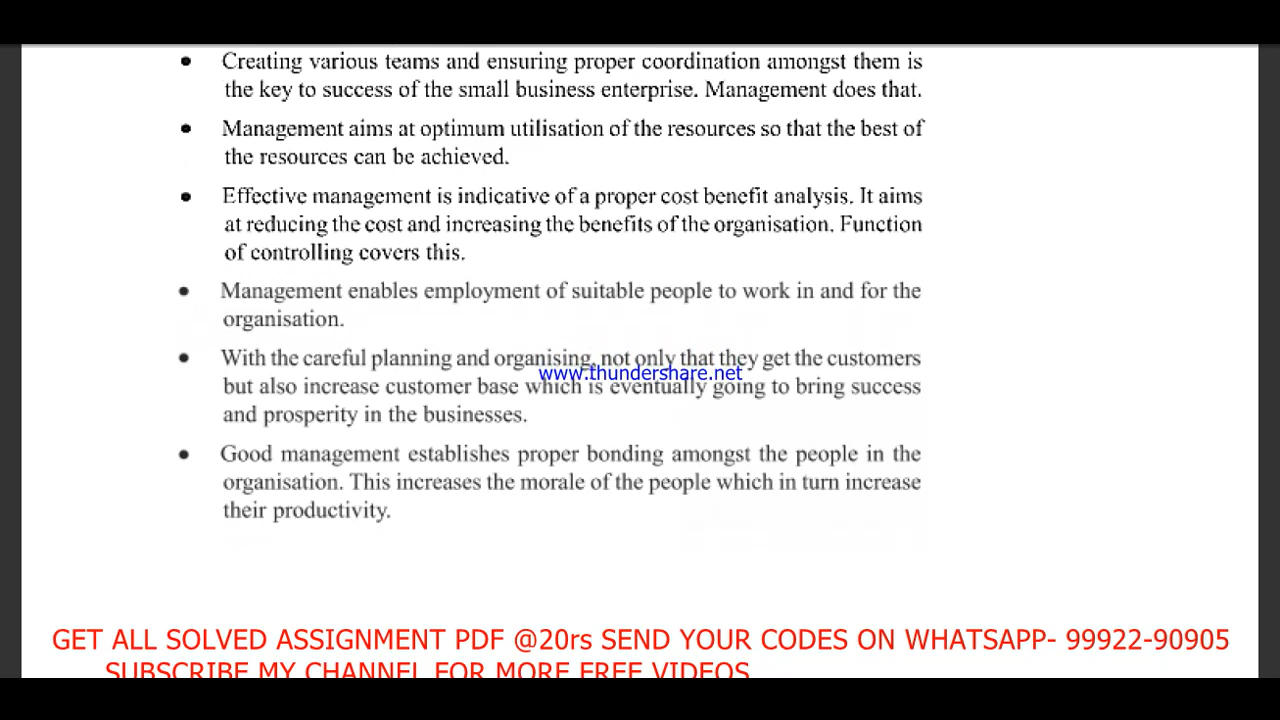 • Creating various teams and ensuring proper coordination amongst them is
the key to success of the small business enterprise. Management does that.
• Management aims at optimum utilisation of the resources so that the best of
the resources can be achieved.
• Effective management is indicative of a proper cost benefit analysis. It aims
at reducing the cost and increasing the benefits of the organisation. Function
of controlling covers this.
• Management enables employment of suitable people to work in and for the
organisation.
• With the careful planning and organising, not only that they get the customers
www.thundershare.net
but also increase customer base which is eventually going to bring success
and prosperity in the businesses.
• Good management establishes proper bonding amongst the people in the
organisation. This increases the morale of the people which in turn increase
their productivity.
GET ALL SOLVED ASSIGNMENT PDF @20rs SEND YOUR CODES ON WHATSAPP- 99922-90905
SUBSCRIBE MY CHANNEL FOR MORE FREE VIDEOS